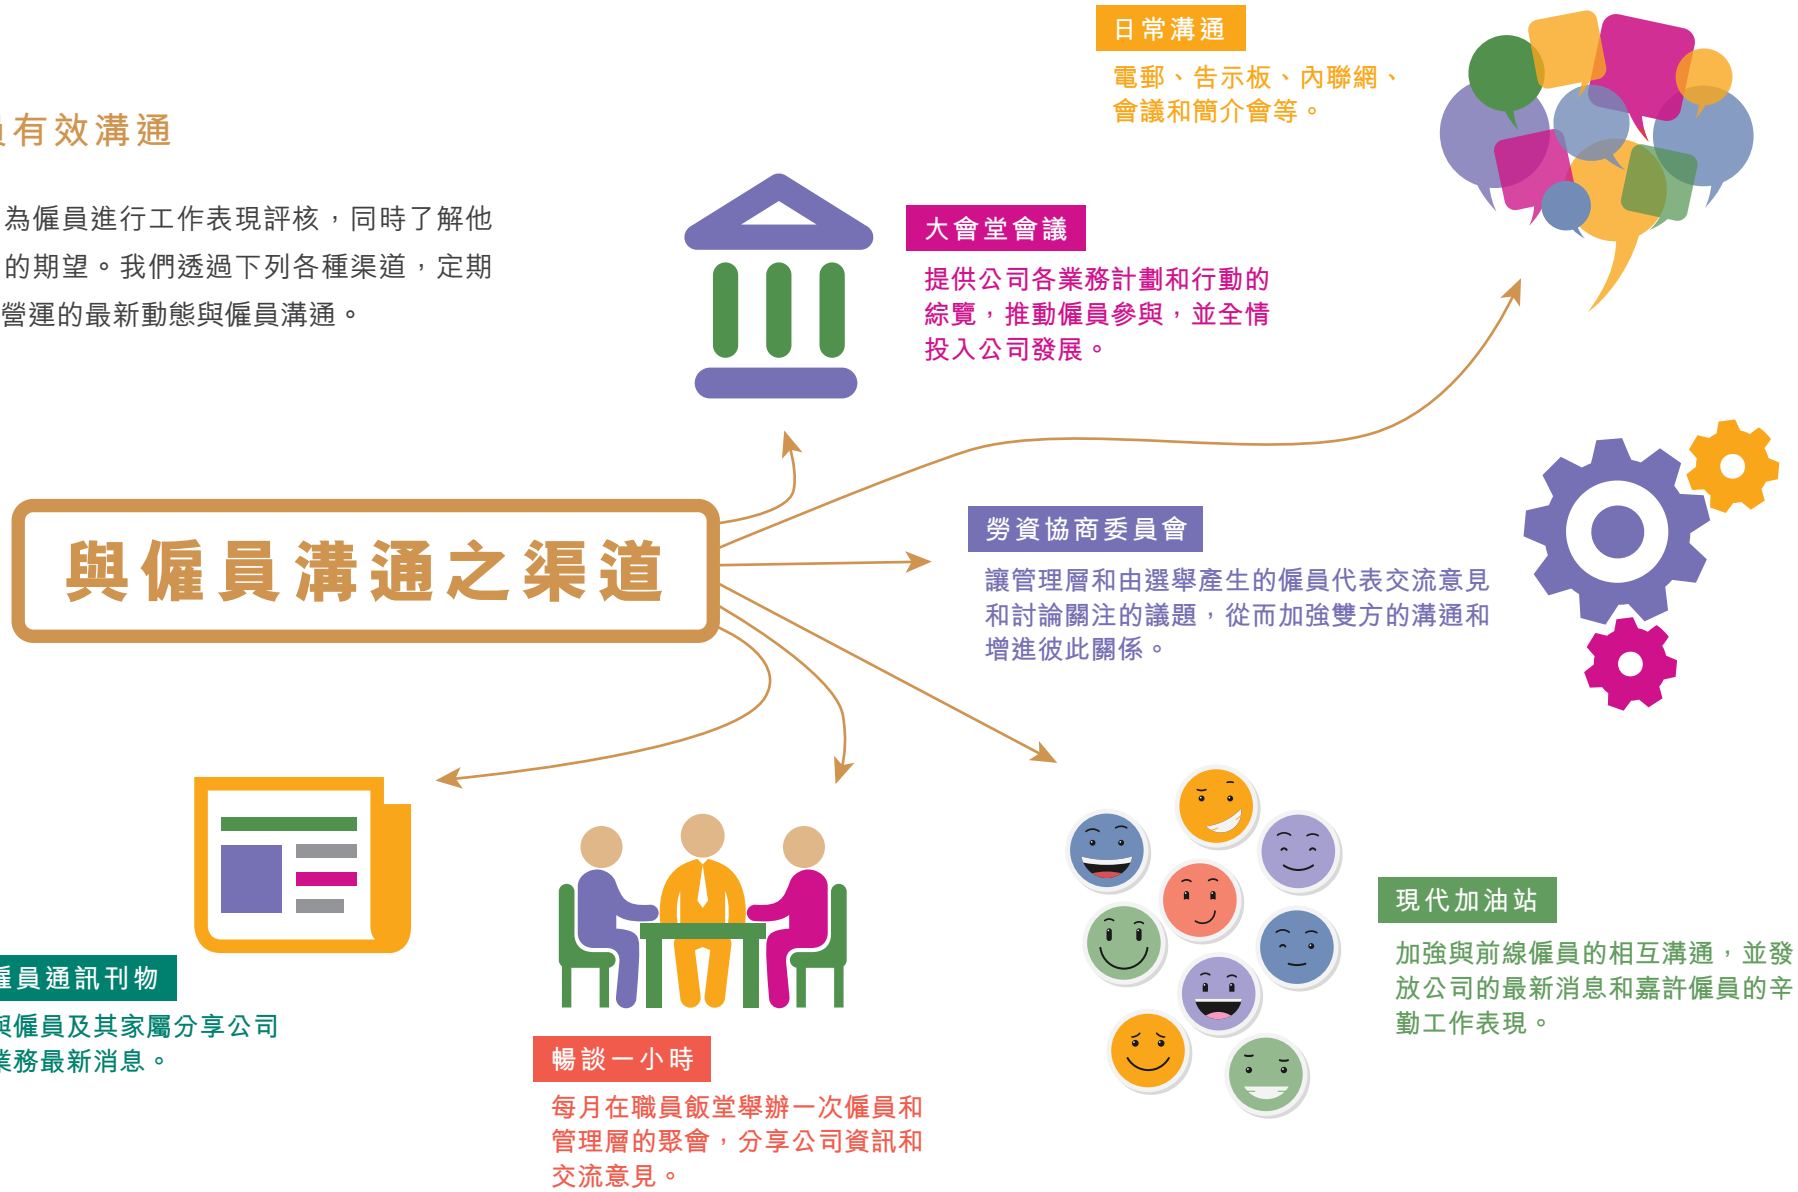 有效溝通
為僱員進行工作表現評核，同時了解他
的期望。我們透過下列各種渠道，定期
營運的最新動態與僱員溝通。
日常溝通
電郵、告示板、內聯網、
會議和簡介會等。
大會堂會議
提供公司各業務計劃和行動的
綜覽，推動僱員參與，並全情
投入公司發展。
與僱員溝通之渠道
勞資協商委員會
讓管理層和由選舉產生的僱員代表交流意見
和討論關注的議題，從而加強雙方的溝通和
增進彼此關係。
僱員通訊刊物
與僱員及其家屬分享公司
業務最新消息。
暢談一小時
每月在職員飯堂舉辦一次僱員和
管理層的聚會，分享公司資訊和
交流意見。
現代加油站
加強與前線僱員的相互溝通，並發
放公司的最新消息和嘉許僱員的辛
勤工作表現。